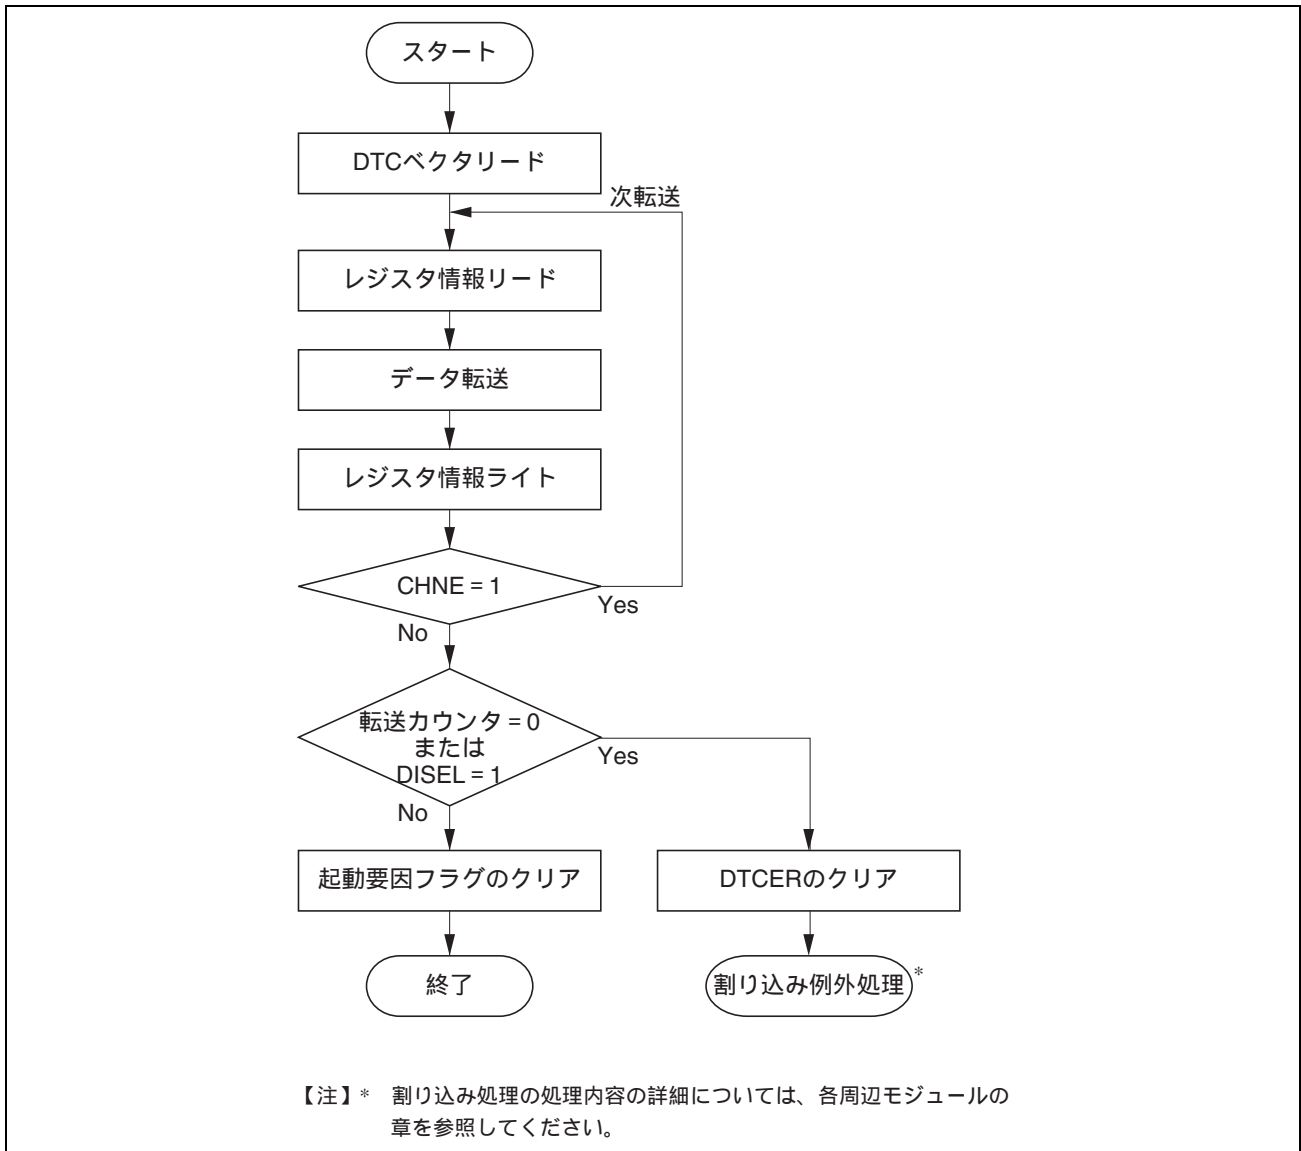 スタート
DTCベクタリード
次転送
レジスタ情報リード
データ転送
レジスタ情報ライト
CHNE = 1
Yes
No
転送カウンタ = 0
または
DISEL = 1
Yes
No
起動要因フラグのクリア
DTCERのクリア
終了
割り込み例外処理*
【注】* 割り込み処理の処理内容の詳細については、各周辺モジュールの
章を参照してください。